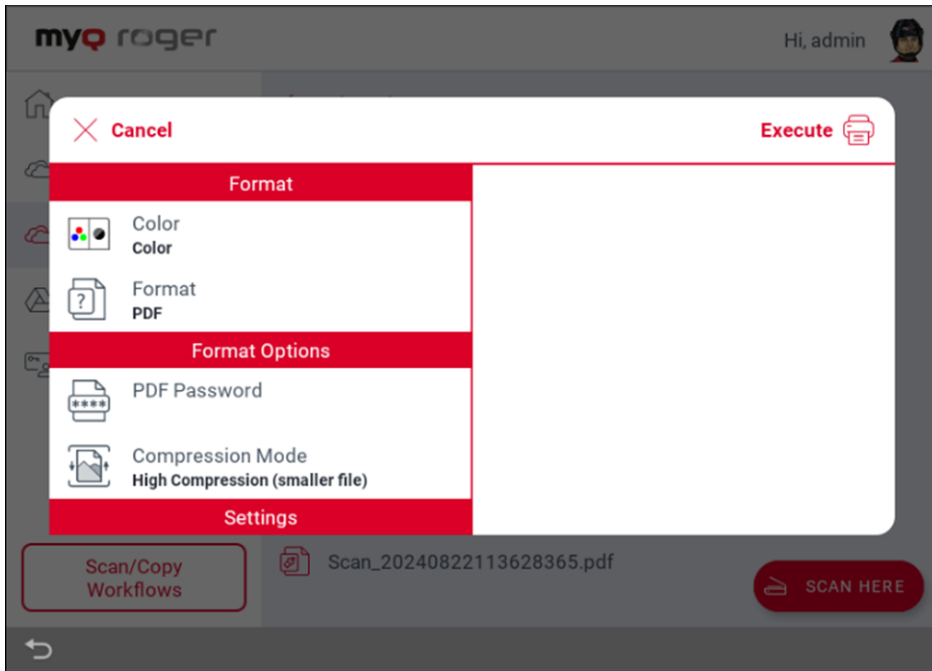 myQ roger
Hi, admin
Cancel
Execute
Format
Color
Color
Format
PDF
Format Options
PDF Password
****
Compression Mode
High Compression (smaller file)
Settings
Scan/Copy
Workflows
Scan_20240822113628365.pdf
SCAN HERE